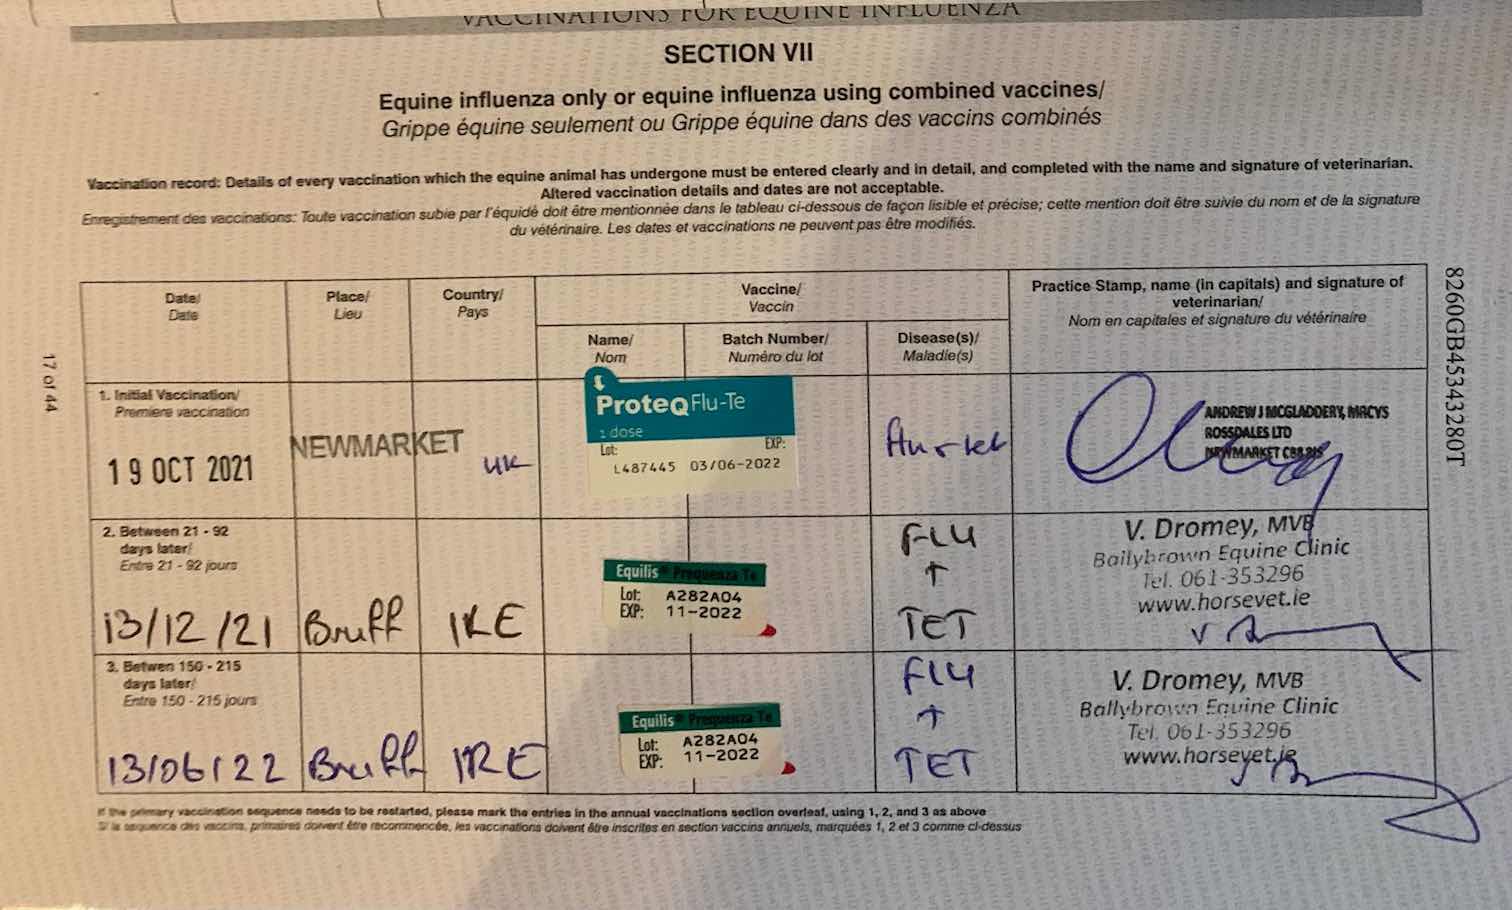 VACCINATIONS FOR EQUINE INFLUENZA
SECTION VII
Equine influenza only or equine influenza using combined vaccines/
Grippe équine seulement ou Grippe équine dans des vaccins combinés
Vaccination record: Details of every vaccination which the equine animal has undergone must be entered clearly and in detail, and completed with the name and signature of veterinarian.
Altered vaccination details and dates are not acceptable.
Enregistrement des vaccinations: Toute vaccination subie par l'équidé doit être mentionnée dans le tableau ci-dessous de façon lisible et précise; cette mention doit être suivie du nom et de la signature
du vétérinaire. Les dates et vaccinations ne peuvent pas être modifiés.
Date/
Date
Place/
Lieu
Country/
Pays
Vaccine/
Vaccin
Name/
Nom
Batch Number/
Numéro du lot
Disease(s)/
Maladie(s)
Practice Stamp, name (in capitals) and signature of
veterinarian/
Nom en capitales et signature du vétérinaire
1. Initial Vaccination/
Premiere vaccination
19 OCT 2021
NEWMARKET
UK
ProteqFlu-Te
1 dose
Lot: EXP:
L487445 03/06-2022
ANDREW J MCGLADDERY, MRCVS
ROSSDALES LTD
NEWMARKET
2. Between 21 - 92
days later/
Entre 21 - 92 jours
13/12/21
Bruff
IRE
Equilis® Prequenza Te
Lot: A282A04
EXP: 11-2022
FLU
+
TET
V. Dromey, MVB
Ballybrown Equine Clinic
Tel. 061-353296
www.horsevet.ie
3. Betwen 150 - 215
days later/
Entre 150 - 215 jours
13/06/22
Bruff
IRE
Equilis® Prequenza Te
Lot: A282A04
EXP: 11-2022
FLU
+
TET
V. Dromey, MVB
Ballybrown Equine Clinic
Tel. 061-353296
www.horsevet.ie
If the primary vaccination sequence needs to be restarted, please mark the entries in the annual vaccinations section overleaf, using 1, 2, and 3 as above
Si la sequence des vaccins, primaires doivent être recommencée, les vaccinations doivent être inscrites en section vaccins annuels, marquées 1, 2 et 3 comme ci-dessus
17 of 44
8260GB45343280T